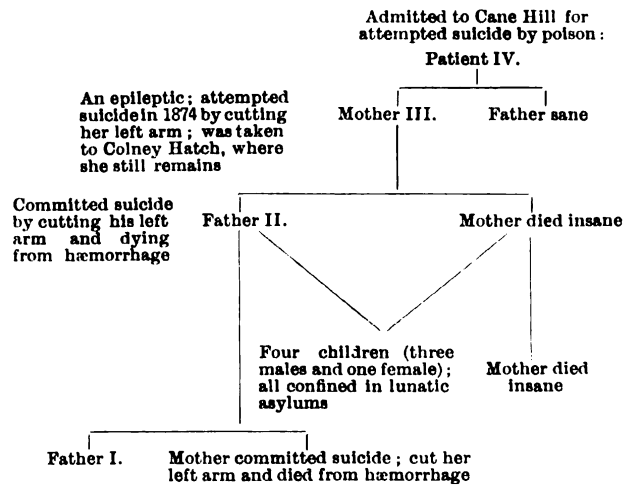 Admitted to Cane Hill for
attempted suicide by poison:
Patient IV.
An epileptic; attempted
suicide in 1874 by cutting
her left arm; was taken
to Colney Hatch, where
she still remains
Mother III.
Father sane
Committed suicide
by cutting his left
arm and dying
from hæmorrhage
Father II.
Mother died insane
Four children (three
males and one female);
all confined in lunatic
asylums
Mother died
insane
Father I.
Mother committed suicide; cut her
left arm and died from hæmorrhage